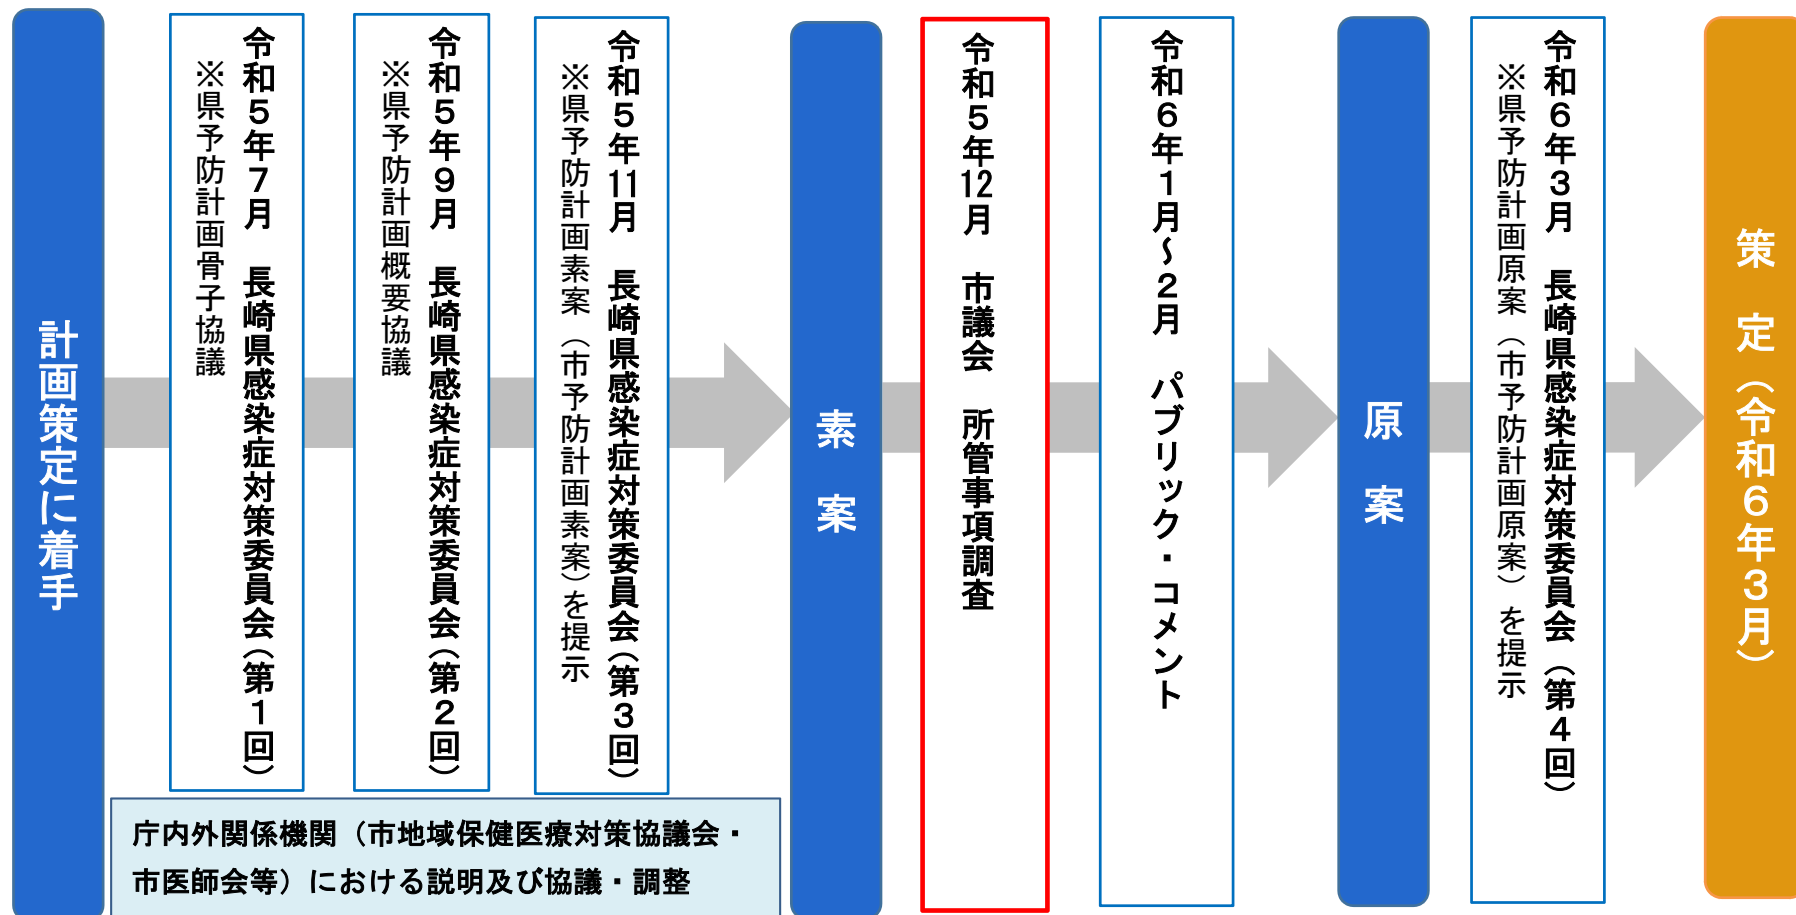 計画策定に着手
令和５年７月　長崎県感染症対策委員会（第１回）
※県予防計画骨子協議
令和５年９月　長崎県感染症対策委員会（第２回）
※県予防計画概要協議
令和５年11月　長崎県感染症対策委員会（第３回）
※県予防計画素案（市予防計画素案）を提示
庁内外関係機関（市地域保健医療対策協議会・
市医師会等）における説明及び協議・調整
素　案
令和５年12月　市議会　所管事項調査
令和６年１月～２月　パブリック・コメント
原　案
令和６年３月　長崎県感染症対策委員会（第４回）
※県予防計画原案（市予防計画原案）を提示
策　定（令和６年３月）